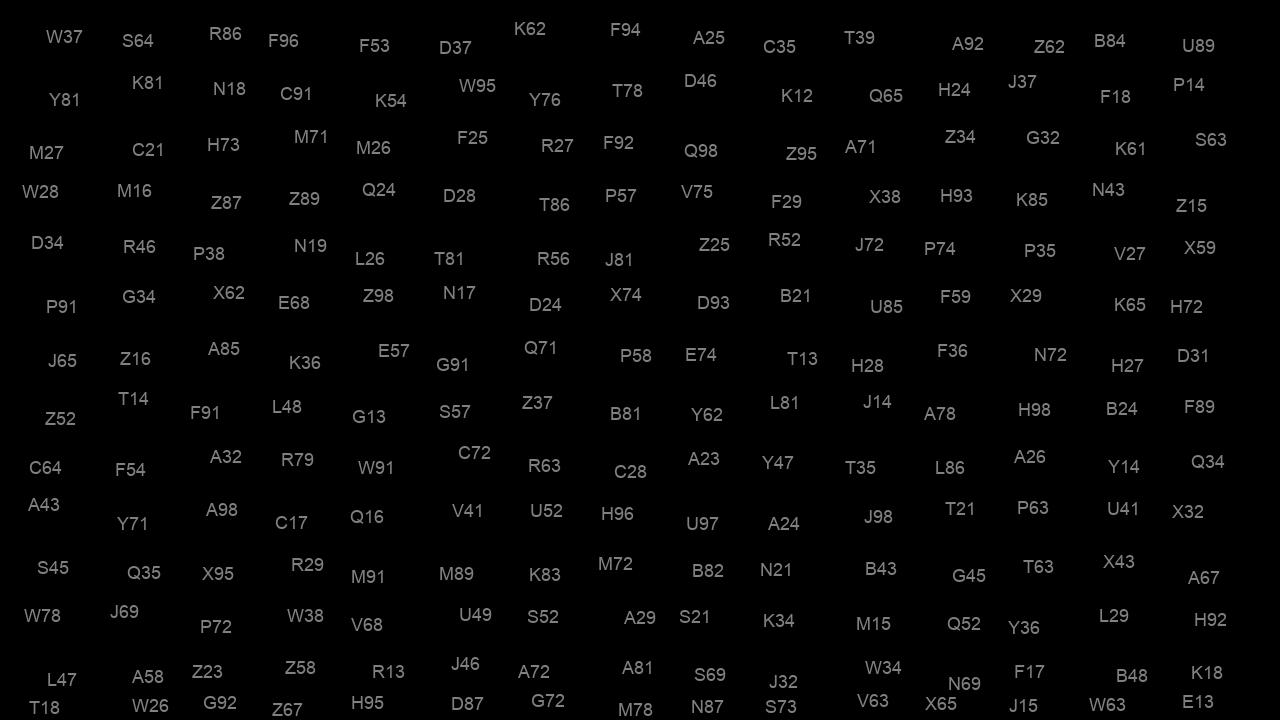 W37 S64 R86 F96 F53 D37 K62 F94 A25 C35 T39 A92 Z62 B84 U89
Y81 K81 N18 C91 K54 W95 Y76 T78 D46 K12 Q65 H24 J37 F18 P14
M27 C21 H73 M71 M26 F25 R27 F92 Q98 Z95 A71 Z34 G32 K61 S63
W28 M16 Z87 Z89 Q24 D28 T86 P57 V75 F29 X38 H93 K85 N43 Z15
D34 R46 P38 N19 L26 T81 R56 J81 Z25 R52 J72 P74 P35 V27 X59
P91 G34 X62 E68 Z98 N17 D24 X74 D93 B21 U85 F59 X29 K65 H72
J65 Z16 A85 K36 E57 G91 Q71 P58 E74 T13 H28 F36 N72 H27 D31
Z52 T14 F91 L48 G13 S57 Z37 B81 Y62 L81 J14 A78 H98 B24 F89
C64 F54 A32 R79 W91 C72 R63 C28 A23 Y47 T35 L86 A26 Y14 Q34
A43 Y71 A98 C17 Q16 V41 U52 H96 U97 A24 J98 T21 P63 U41 X32
S45 Q35 X95 R29 M91 M89 K83 M72 B82 N21 B43 G45 T63 X43 A67
W78 J69 P72 W38 V68 U49 S52 A29 S21 K34 M15 Q52 Y36 L29 H92
L47 A58 Z23 Z58 R13 J46 A72 A81 S69 J32 W34 N69 F17 B48 K18
T18 W26 G92 Z67 H95 D87 G72 M78 N87 S73 V63 X65 J15 W63 E13